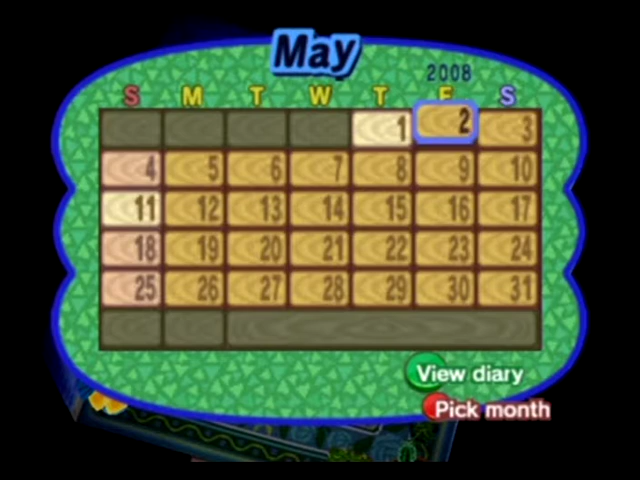 May
2008
S M T W T F S
1 2 3
4 5 6 7 8 9 10
11 12 13 14 15 16 17
18 19 20 21 22 23 24
25 26 27 28 29 30 31
View diary
Pick month